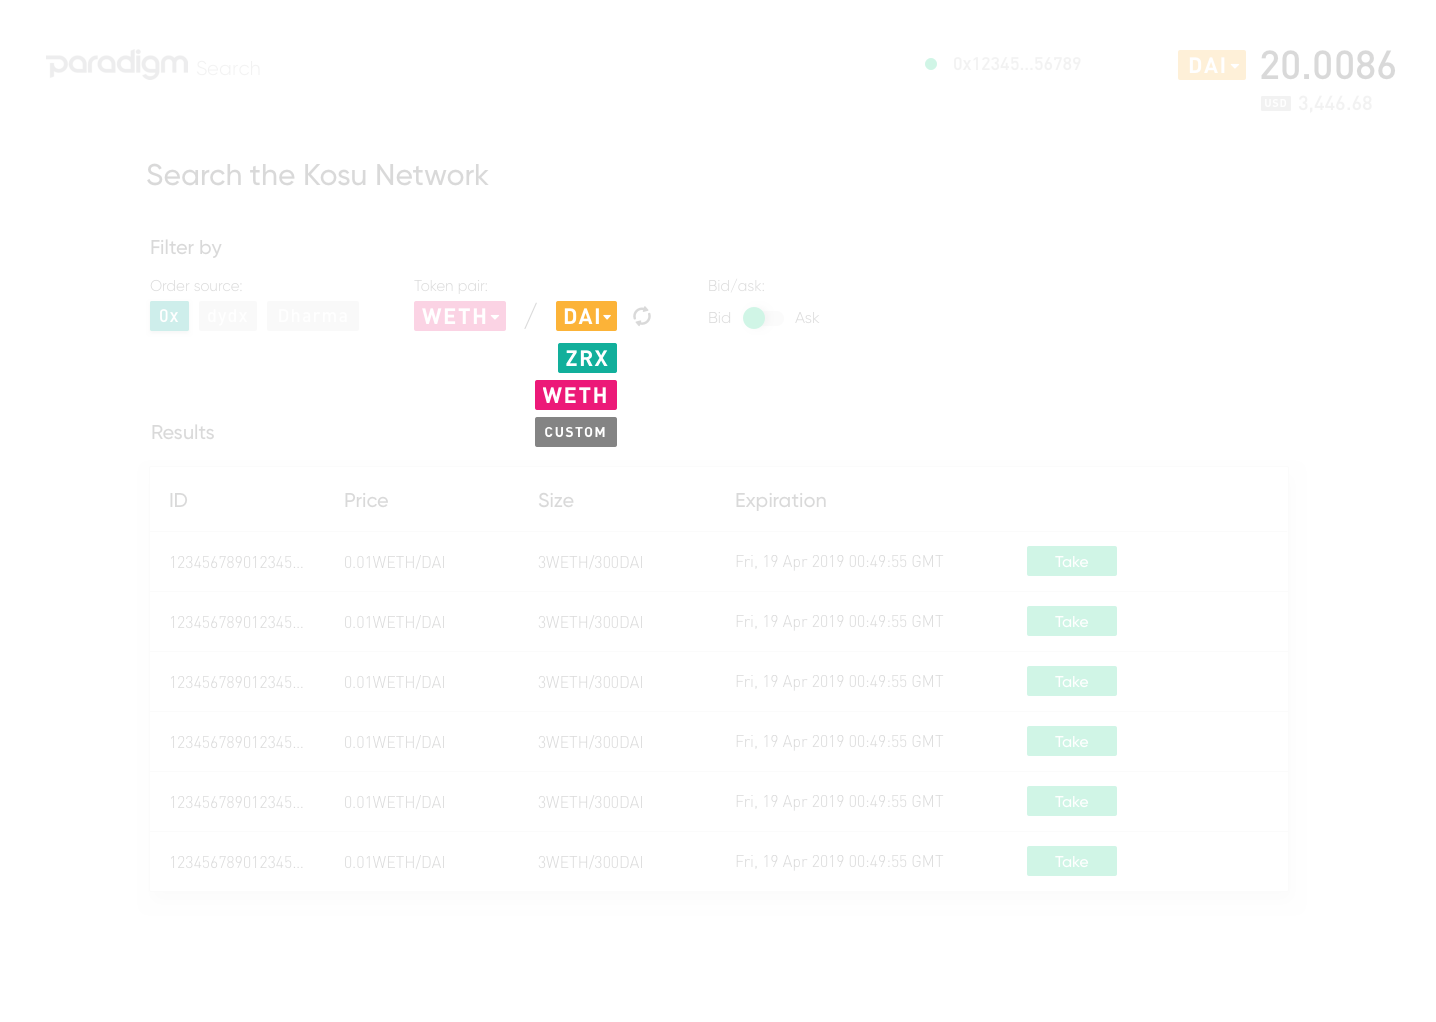 paradigm Search
0x12345...56789
DAI 20.0086
USD 3,446.68
Search the Kosu Network
Filter by
Order source: Token pair: Bid/ask:
0x dydx Dharma WETH / DAI Bid Ask
ZRX
WETH
CUSTOM
Results
ID Price Size Expiration
123456789012345... 0.01WETH/DAI 3WETH/300DAI Fri, 19 Apr 2019 00:49:55 GMT Take
123456789012345... 0.01WETH/DAI 3WETH/300DAI Fri, 19 Apr 2019 00:49:55 GMT Take
123456789012345... 0.01WETH/DAI 3WETH/300DAI Fri, 19 Apr 2019 00:49:55 GMT Take
123456789012345... 0.01WETH/DAI 3WETH/300DAI Fri, 19 Apr 2019 00:49:55 GMT Take
123456789012345... 0.01WETH/DAI 3WETH/300DAI Fri, 19 Apr 2019 00:49:55 GMT Take
123456789012345... 0.01WETH/DAI 3WETH/300DAI Fri, 19 Apr 2019 00:49:55 GMT Take